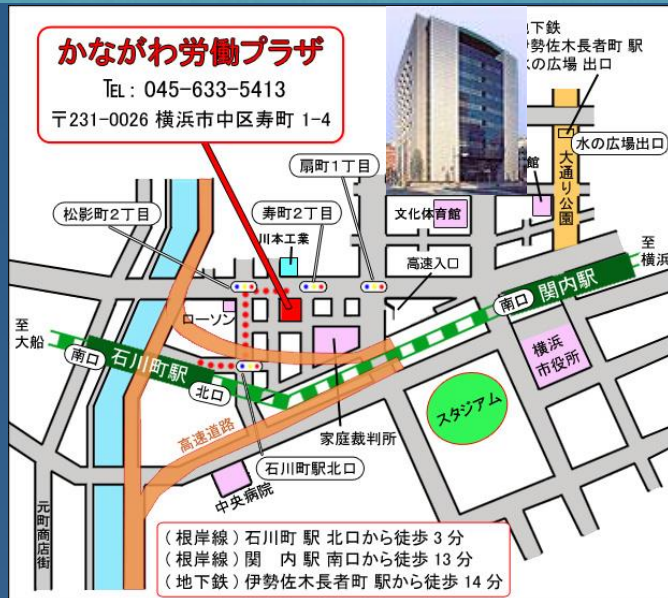 かながわ労働プラザ
TEL: 045-633-5413
〒231-0026 横浜市中区寿町 1-4
地下鉄
伊勢佐木長者町 駅
水の広場 出口
水の広場出口
大通り公園
館
扇町1丁目
松影町2丁目
寿町2丁目
文化体育館
川本工業
高速入口
至
横浜
関内駅
南口
ローソン
至
大船
南口
石川町駅
北口
横浜
市役所
スタジアム
高速道路
家庭裁判所
石川町駅北口
中央病院
元町商店街
(根岸線)石川町 駅 北口から徒歩 3 分
(根岸線)関 内 駅 南口から徒歩 13 分
(地下鉄)伊勢佐木長者町 駅から徒歩 14 分